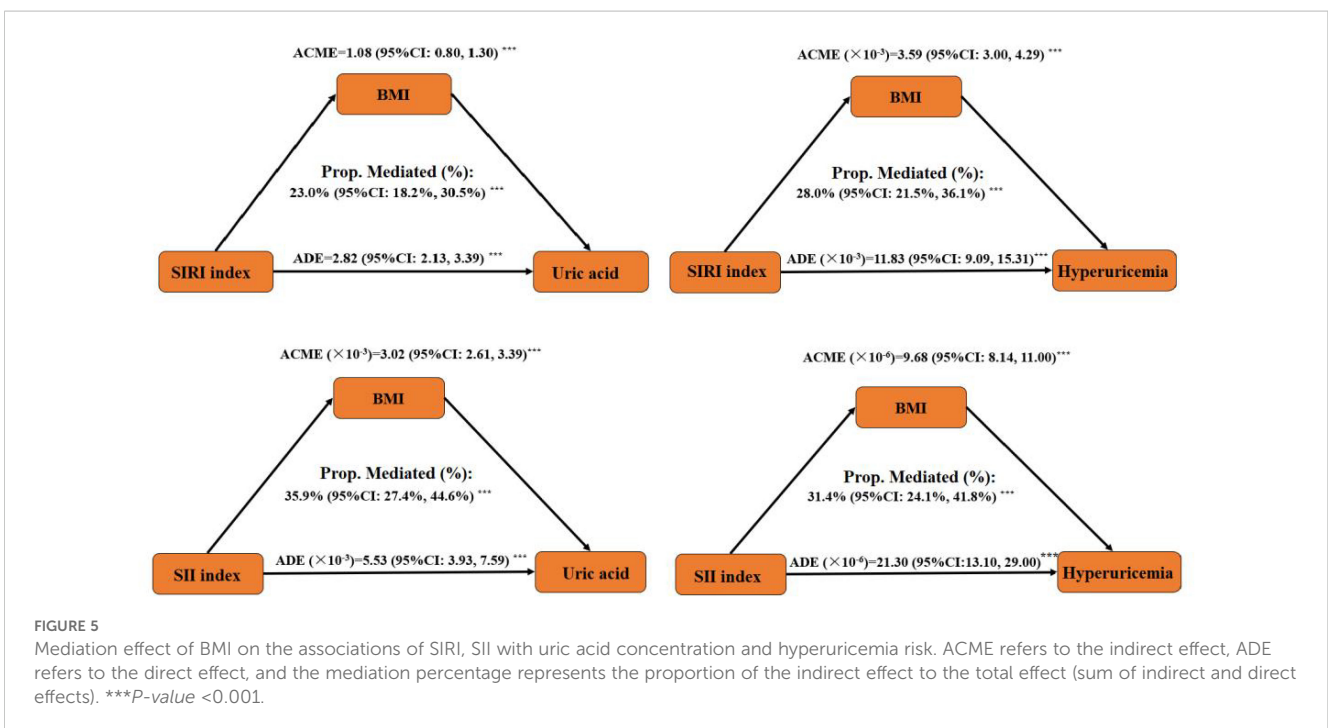 ACME=1.08 (95%CI: 0.80, 1.30) ***
BMI
Prop. Mediated (%):
23.0% (95%CI: 18.2%, 30.5%) ***
ADE=2.82 (95%CI: 2.13, 3.39) ***
SIRI index
Uric acid
ACME (×10⁻³)=3.59 (95%CI: 3.00, 4.29) ***
BMI
Prop. Mediated (%):
28.0% (95%CI: 21.5%, 36.1%) ***
ADE (×10⁻³)=11.83 (95%CI: 9.09, 15.31)***
SIRI index
Hyperuricemia
ACME (×10⁻³)=3.02 (95%CI: 2.61, 3.39)***
BMI
Prop. Mediated (%):
35.9% (95%CI: 27.4%, 44.6%) ***
ADE (×10⁻³)=5.53 (95%CI: 3.93, 7.59) ***
SII index
Uric acid
ACME (×10⁻⁶)=9.68 (95%CI: 8.14, 11.00)***
BMI
Prop. Mediated (%):
31.4% (95%CI: 24.1%, 41.8%) ***
ADE (×10⁻⁶)=21.30 (95%CI:13.10, 29.00)***
SII index
Hyperuricemia
FIGURE 5
Mediation effect of BMI on the associations of SIRI, SII with uric acid concentration and hyperuricemia risk. ACME refers to the indirect effect, ADE
refers to the direct effect, and the mediation percentage represents the proportion of the indirect effect to the total effect (sum of indirect and direct
effects). ***P-value <0.001.